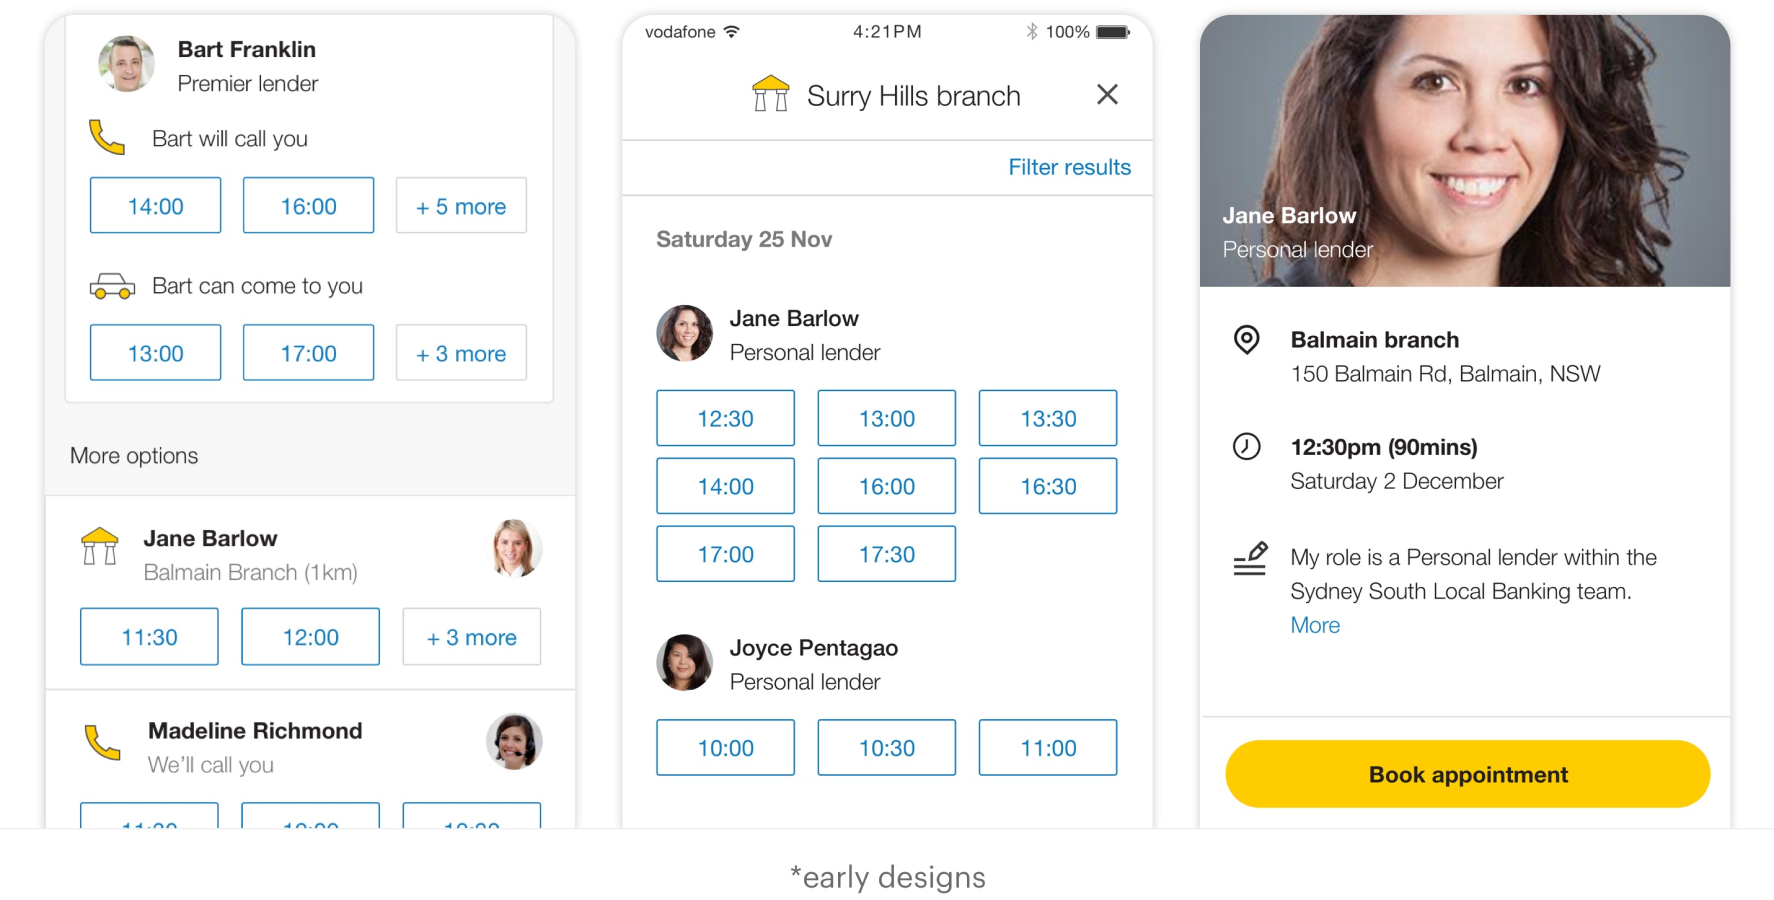 Bart Franklin
Premier lender
Bart will call you
14:00 16:00 + 5 more
Bart can come to you
13:00 17:00 + 3 more
More options
Jane Barlow
Balmain Branch (1km)
11:30 12:00 + 3 more
Madeline Richmond
We'll call you
vodafone 4:21PM 100%
Surry Hills branch
Filter results
Saturday 25 Nov
Jane Barlow
Personal lender
12:30 13:00 13:30
14:00 16:00 16:30
17:00 17:30
Joyce Pentagao
Personal lender
10:00 10:30 11:00
Jane Barlow
Personal lender
Balmain branch
150 Balmain Rd, Balmain, NSW
12:30pm (90mins)
Saturday 2 December
My role is a Personal lender within the
Sydney South Local Banking team.
More
Book appointment
*early designs